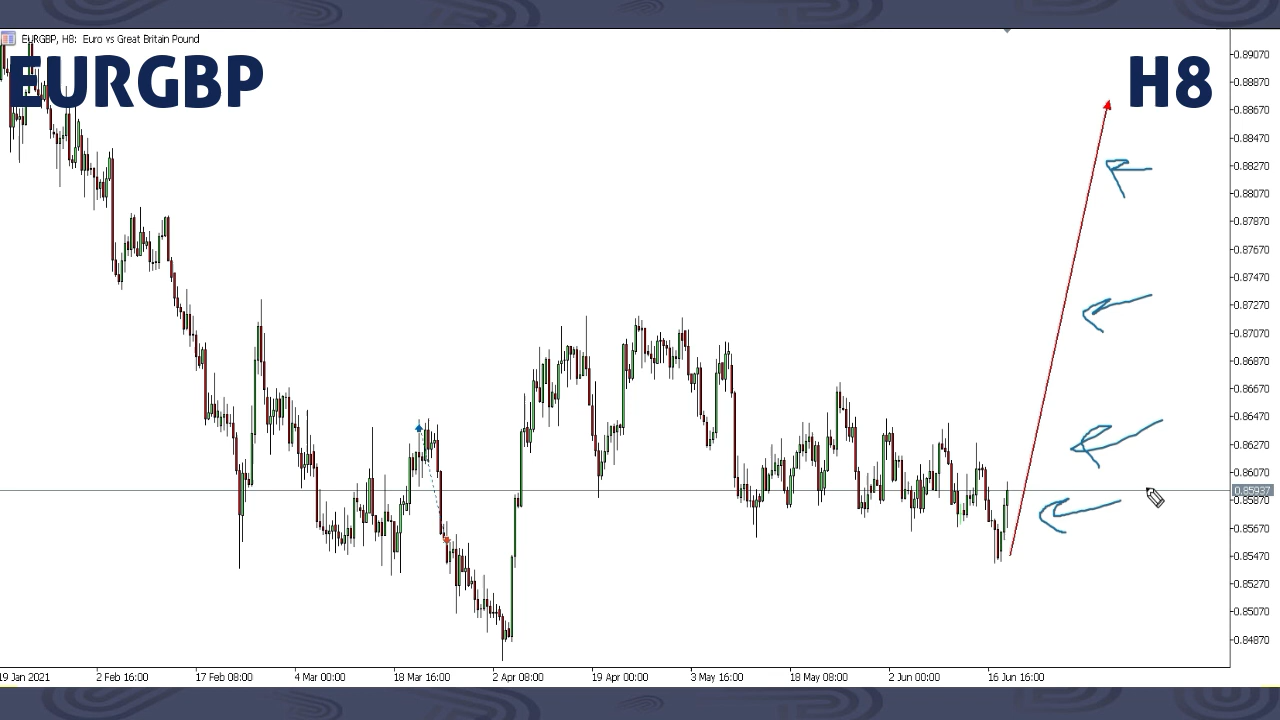 EURGBP, H8: Euro vs Great Britain Pound
EURGBP
H8
0.89070
0.88870
0.88670
0.88470
0.88270
0.88070
0.87870
0.87670
0.87470
0.87270
0.87070
0.86870
0.86670
0.86470
0.86270
0.86070
0.85937
0.85870
0.85670
0.85470
0.85270
0.85070
0.84870
19 Jan 2021
2 Feb 16:00
17 Feb 08:00
4 Mar 00:00
18 Mar 16:00
2 Apr 08:00
19 Apr 00:00
3 May 16:00
18 May 08:00
2 Jun 00:00
16 Jun 16:00